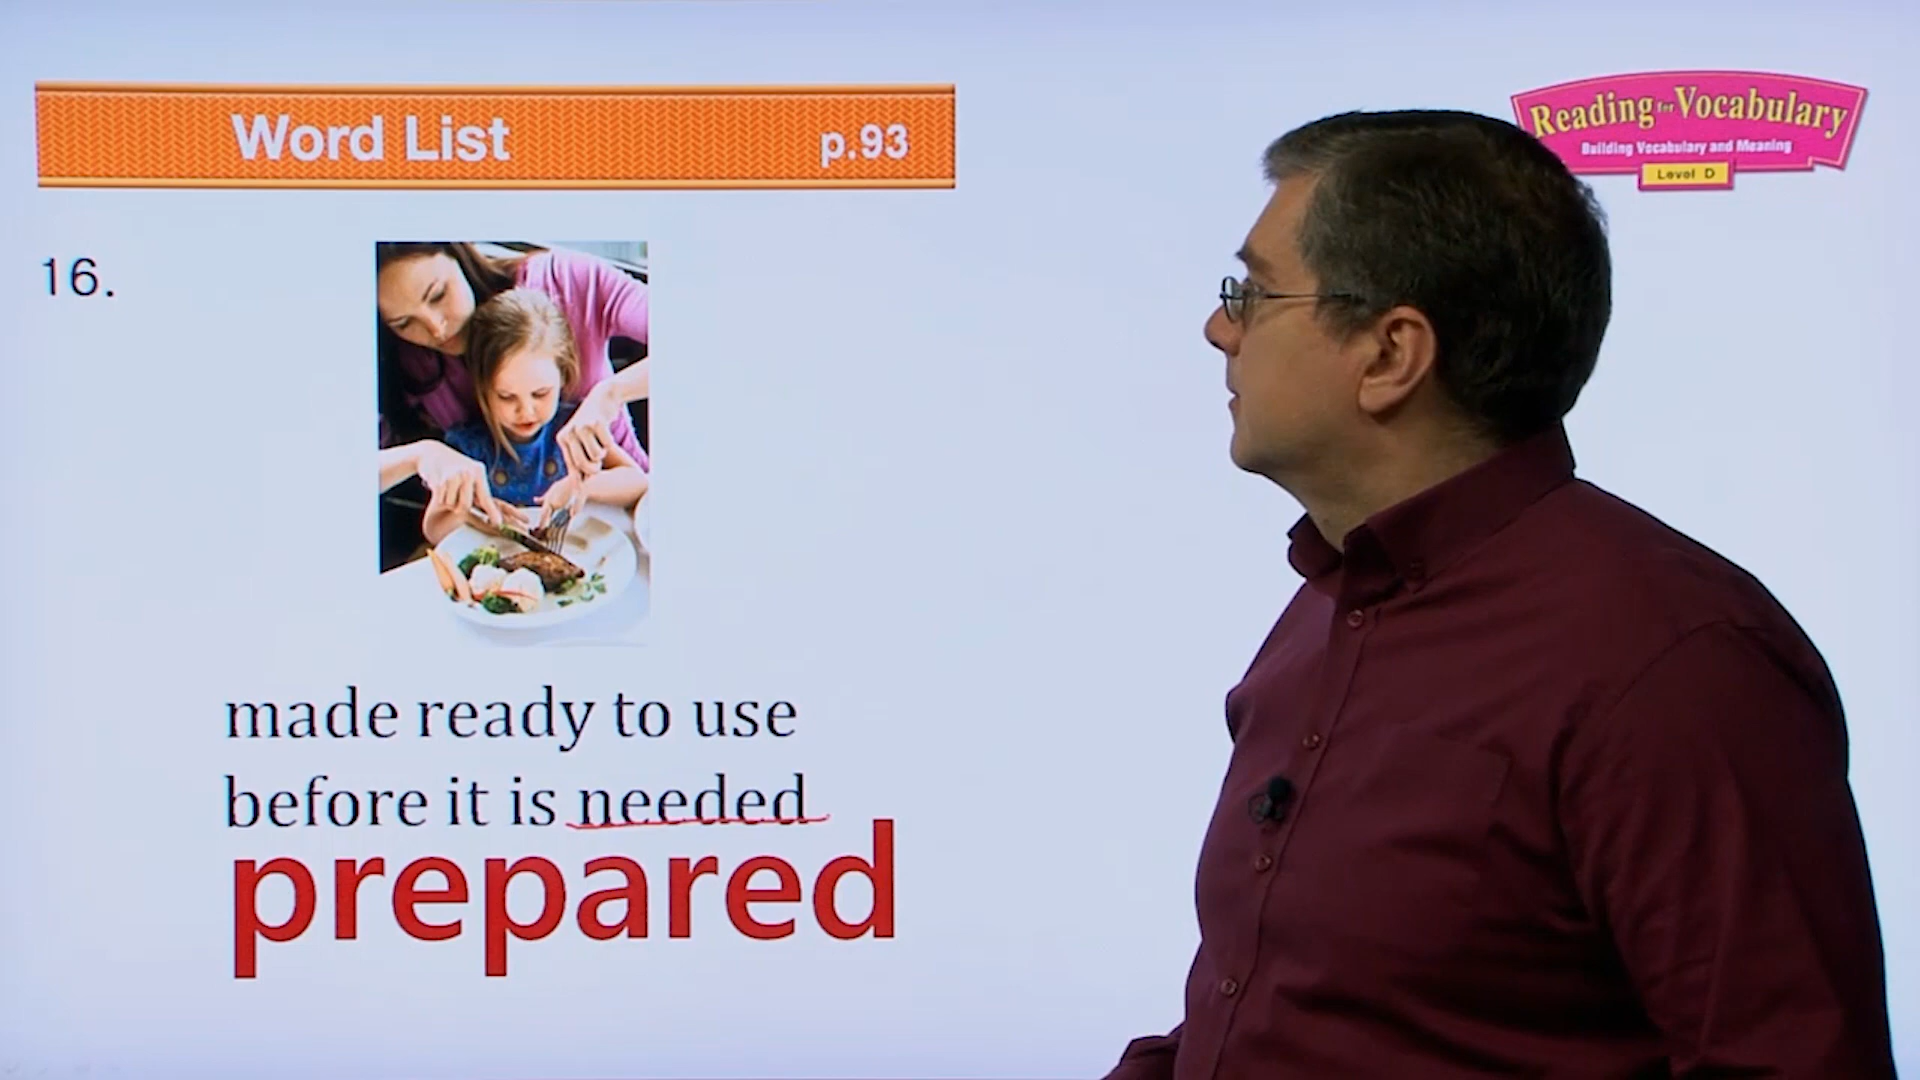 Word List p.93
Reading for Vocabulary
Building Vocabulary and Meaning
Level D
16.
made ready to use
before it is needed
prepared